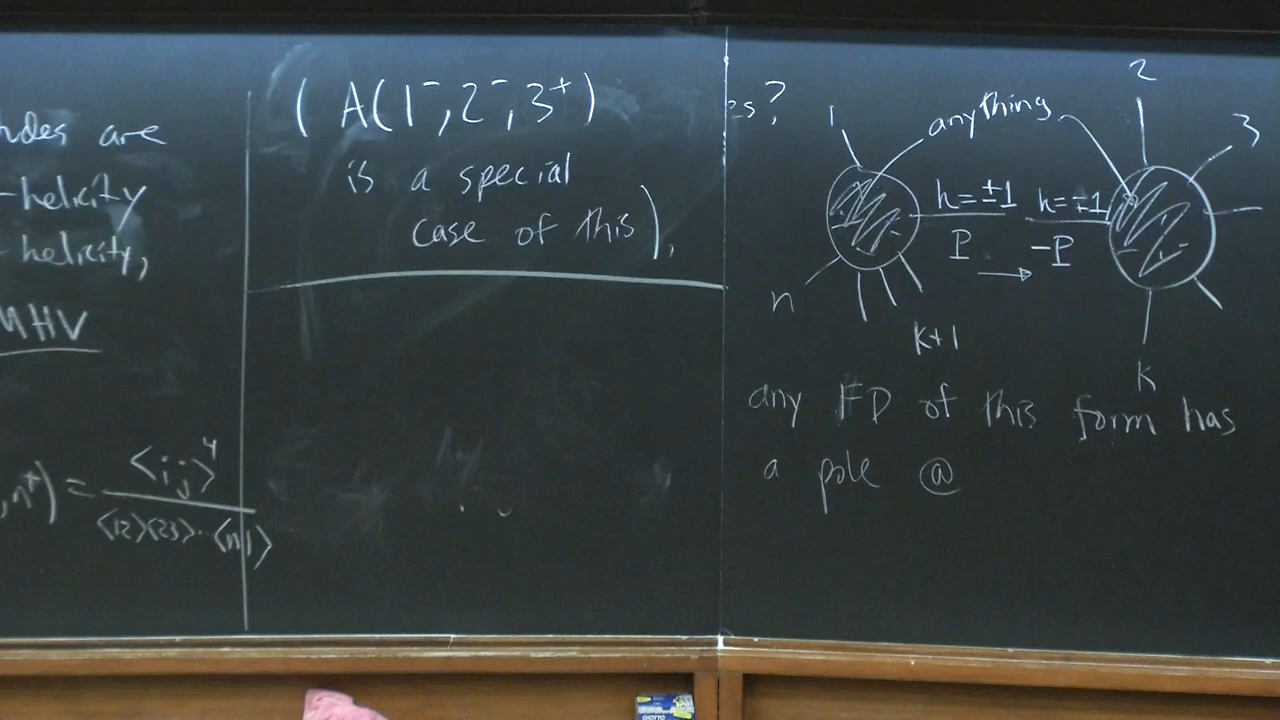 are
-helicity
-helicity,
MHV
,n⁺) = <ij>⁴
<12><23>··<n1>
( A(1⁻,2⁻,3⁺)
is a special
case of this ),
es?
1
anything
2
3
h=±1 h=∓1
P → -P
n
k+1
k
any FD of this form has
a pole @
GIOTTO